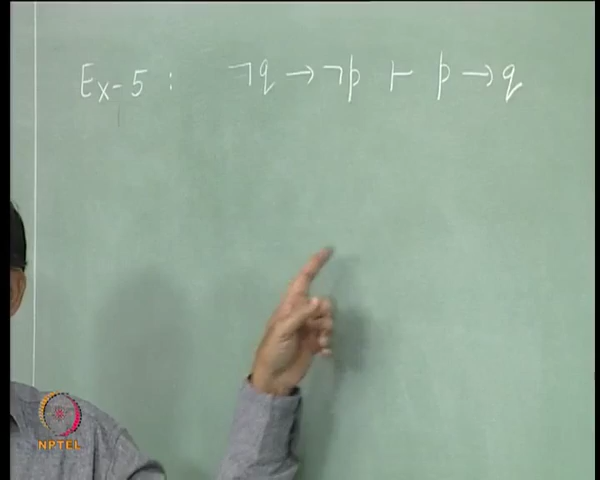 Ex-5 : ¬q → ¬p ⊢ p → q
NPTEL